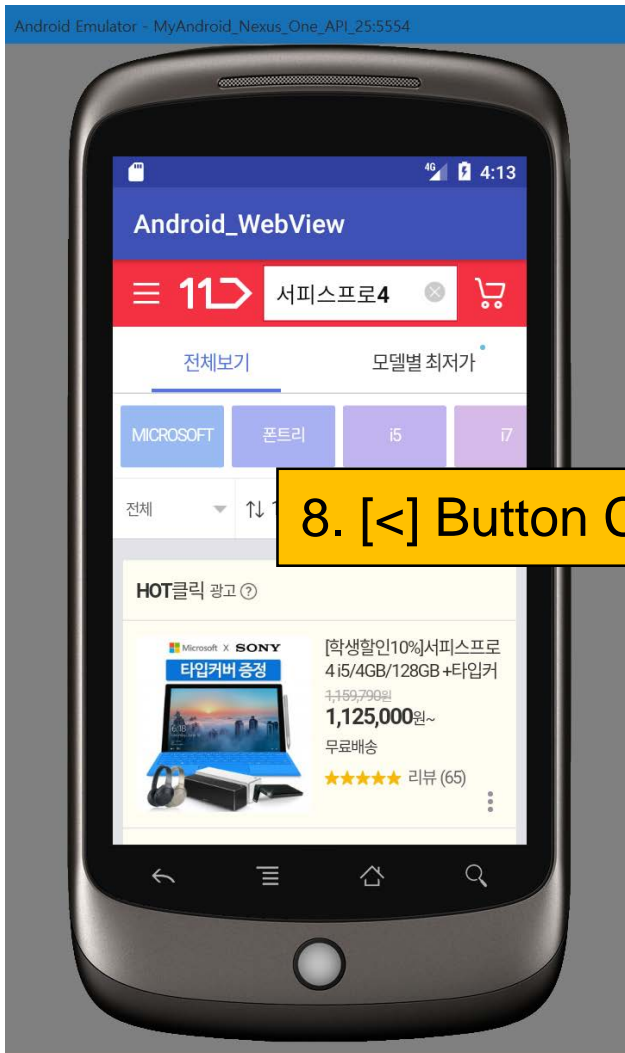 Android Emulator - MyAndroid_Nexus_One_API_25:5554
4G 4:13
Android_WebView
11 서피스프로4
전체보기 모델별 최저가
MICROSOFT 폰트리 i5 i7
전체
8. [<] Button C
HOT클릭 광고 ?
Microsoft X SONY
타입커버 증정
[학생할인10%]서피스프로
4 i5/4GB/128GB +타입커
1,159,790원
1,125,000원~
무료배송
리뷰 (65)